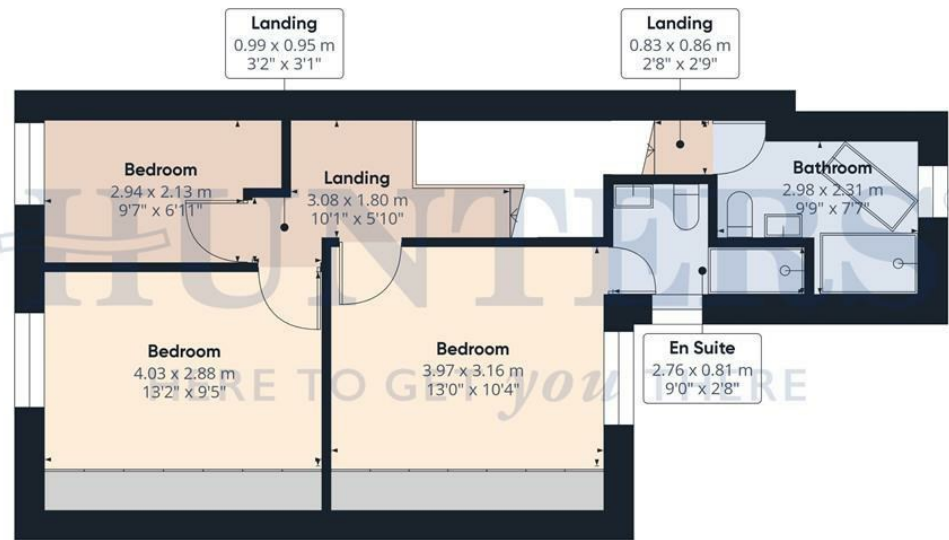 Landing
0.99 x 0.95 m
3'2" x 3'1"
Landing
0.83 x 0.86 m
2'8" x 2'9"
Bedroom
2.94 x 2.13 m
9'7" x 6'11"
Landing
3.08 x 1.80 m
10'1" x 5'10"
Bathroom
2.98 x 2.31 m
9'9" x 7'7"
HUNTERS
Bedroom
4.03 x 2.88 m
13'2" x 9'5"
Bedroom
3.97 x 3.16 m
13'0" x 10'4"
En Suite
2.76 x 0.81 m
9'0" x 2'8"
HERE TO GET you THERE